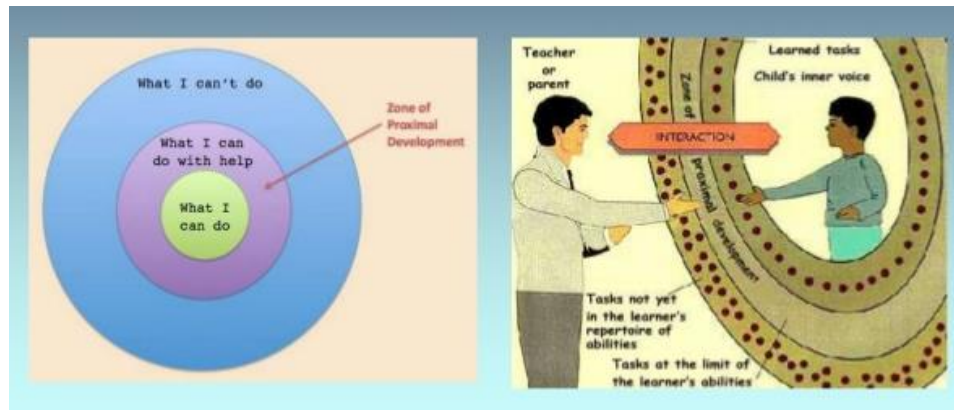 What I can't do
What I can
do with help
What I
can do
Zone of
Proximal
Development
Teacher
or
parent
Learned tasks
Child's inner voice
INTERACTION
Zone of
proximal development
Tasks not yet
in the learner's
repertoire of
abilities
Tasks at the limit of
the learner's abilities